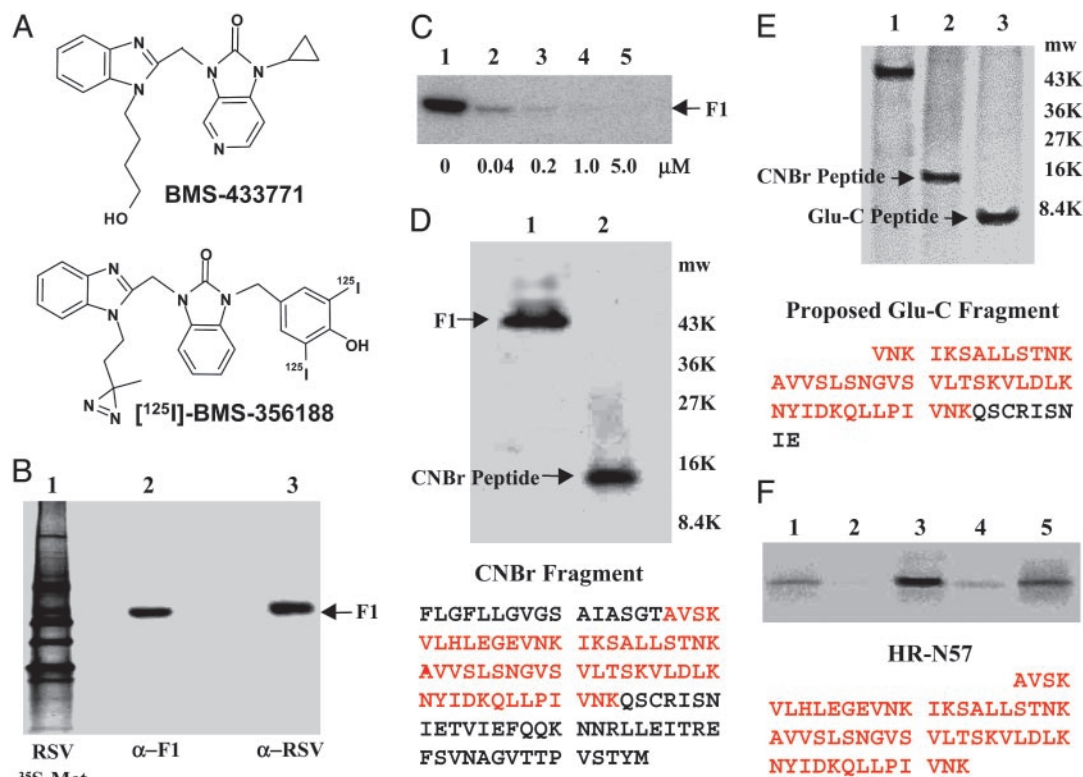 A
N
N
N
O
N
N
N
HO
BMS-433771
N
N
O
N
N
125I
OH
125I
N
N
[125I]-BMS-356188
B
1 2 3
F1
RSV α–F1 α–RSV
35S-Met
C
1 2 3 4 5
F1
0 0.04 0.2 1.0 5.0 µM
D
1 2
mw
F1
43K
36K
27K
16K
CNBr Peptide
8.4K
CNBr Fragment
FLGFLLGVGS AIASGTAVSK
VLHLEGEVNK IKSALLSTNK
AVVSLSNGVS VLTSKVLDLK
NYIDKQLLPI VNKQSCRISN
IETVIEFQQK NNRLLEITRE
FSVNAGVTTP VSTYM
E
1 2 3
mw
43K
36K
27K
CNBr Peptide 16K
Glu-C Peptide 8.4K
Proposed Glu-C Fragment
VNK IKSALLSTNK
AVVSLSNGVS VLTSKVLDLK
NYIDKQLLPI VNKQSCRISN
IE
F
1 2 3 4 5
HR-N57
AVSK
VLHLEGEVNK IKSALLSTNK
AVVSLSNGVS VLTSKVLDLK
NYIDKQLLPI VNK